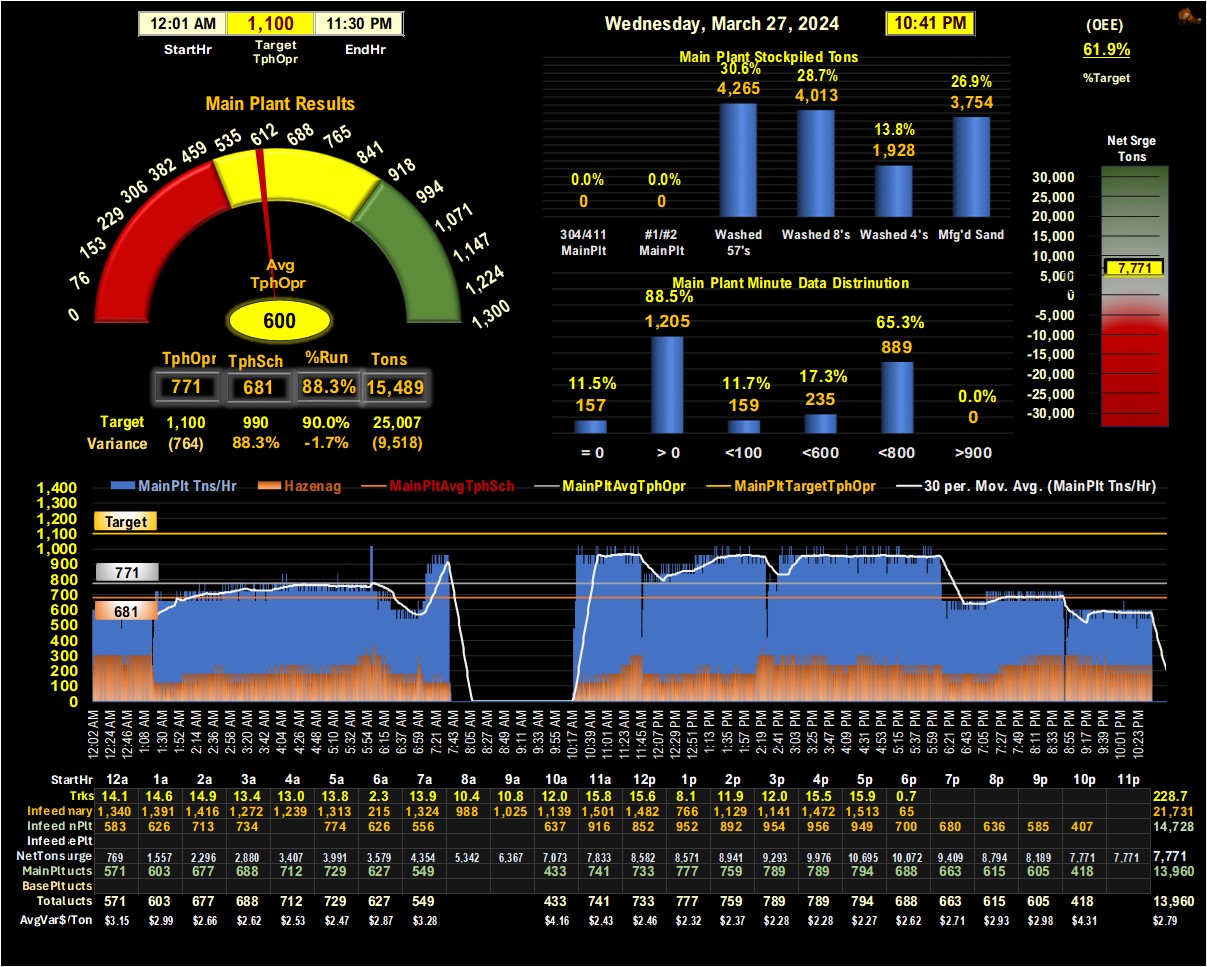 12:01 AM 1,100 11:30 PM
StartHr Target TphOpr EndHr
Wednesday, March 27, 2024 10:41 PM
(OEE)
61.9%
%Target
Main Plant Results
0 76 153 229 306 382 459 535 612 688 765 841 918 994 1,071 1,147 1,224 1,300
Avg
TphOpr
600
TphOpr TphSch %Run Tons
771 681 88.3% 15,489
Target 1,100 990 90.0% 25,007
Variance (764) 88.3% -1.7% (9,518)
Main Plant Stockpiled Tons
0.0% 0.0% 30.6% 28.7% 13.8% 26.9%
0 0 4,265 4,013 1,928 3,754
304/411 MainPlt #1/#2 MainPlt Washed 57's Washed 8's Washed 4's Mfg'd Sand
Main Plant Minute Data Distrinution
11.5% 88.5% 11.7% 17.3% 65.3% 0.0%
157 1,205 159 235 889 0
= 0 > 0 <100 <600 <800 >900
Net Srge
Tons
30,000
25,000
20,000
15,000
10,000
7,771
5,000
0
-5,000
-10,000
-15,000
-20,000
-25,000
-30,000
MainPlt Tns/Hr Hazenag MainPltAvgTphSch MainPltAvgTphOpr MainPltTargetTphOpr 30 per. Mov. Avg. (MainPlt Tns/Hr)
1,400
1,300
1,200
1,100
1,000
900
800
700
600
500
400
300
200
100
0
Target
771
681
12:02 AM 12:24 AM 12:46 AM 1:08 AM 1:30 AM 1:52 AM 2:14 AM 2:36 AM 2:58 AM 3:20 AM 3:42 AM 4:04 AM 4:26 AM 4:48 AM 5:10 AM 5:32 AM 5:54 AM 6:15 AM 6:37 AM 6:59 AM 7:21 AM 7:43 AM 8:05 AM 8:27 AM 8:49 AM 9:11 AM 9:33 AM 9:55 AM 10:17 AM 10:39 AM 11:01 AM 11:23 AM 11:45 AM 12:07 PM 12:29 PM 12:51 PM 1:13 PM 1:35 PM 1:57 PM 2:19 PM 2:41 PM 3:03 PM 3:25 PM 3:47 PM 4:09 PM 4:31 PM 4:53 PM 5:15 PM 5:37 PM 5:59 PM 6:21 PM 6:43 PM 7:05 PM 7:27 PM 7:49 PM 8:11 PM 8:33 PM 8:55 PM 9:17 PM 9:39 PM 10:01 PM 10:23 PM
StartHr 12a 1a 2a 3a 4a 5a 6a 7a 8a 9a 10a 11a 12p 1p 2p 3p 4p 5p 6p 7p 8p 9p 10p 11p
Trks 14.1 14.6 14.9 13.4 13.0 13.8 2.3 13.9 10.4 10.8 12.0 15.8 15.6 8.1 11.9 12.0 15.5 15.9 0.7 228.7
Infeed nary 1,340 1,391 1,416 1,272 1,239 1,313 215 1,324 988 1,025 1,139 1,501 1,482 766 1,129 1,141 1,472 1,513 65 21,731
Infeed nPlt 583 626 713 734 774 626 556 637 916 852 952 892 954 956 949 700 680 636 585 407 14,728
Infeed ePlt
NetTons urge 769 1,557 2,296 2,880 3,407 3,991 3,579 4,354 5,342 6,367 7,073 7,833 8,582 8,571 8,941 9,293 9,976 10,695 10,072 9,409 8,794 8,189 7,771 7,771 7,771
MainPlt ucts 571 603 677 688 712 729 627 549 433 741 733 777 759 789 789 794 688 663 615 605 418 13,960
BasePlt ucts
Total ucts 571 603 677 688 712 729 627 549 433 741 733 777 759 789 789 794 688 663 615 605 418 13,960
AvgVar$/Ton $3.15 $2.99 $2.66 $2.62 $2.53 $2.47 $2.87 $3.28 $4.16 $2.43 $2.46 $2.32 $2.37 $2.28 $2.28 $2.27 $2.62 $2.71 $2.93 $2.98 $4.31 $2.79